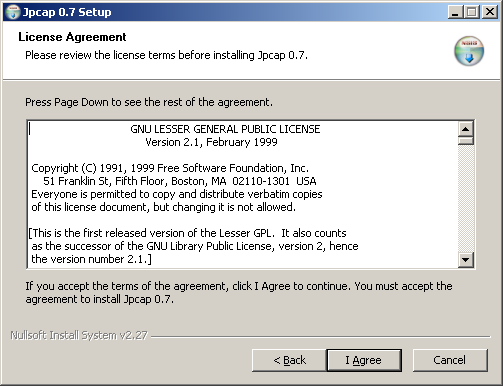 Jpcap 0.7 Setup
License Agreement
Please review the license terms before installing Jpcap 0.7.
Press Page Down to see the rest of the agreement.
GNU LESSER GENERAL PUBLIC LICENSE
Version 2.1, February 1999
Copyright (C) 1991, 1999 Free Software Foundation, Inc.
51 Franklin St, Fifth Floor, Boston, MA  02110-1301  USA
Everyone is permitted to copy and distribute verbatim copies
of this license document, but changing it is not allowed.
[This is the first released version of the Lesser GPL.  It also counts
as the successor of the GNU Library Public License, version 2, hence
the version number 2.1.]
If you accept the terms of the agreement, click I Agree to continue. You must accept the
agreement to install Jpcap 0.7.
Nullsoft Install System v2.27
< Back
I Agree
Cancel